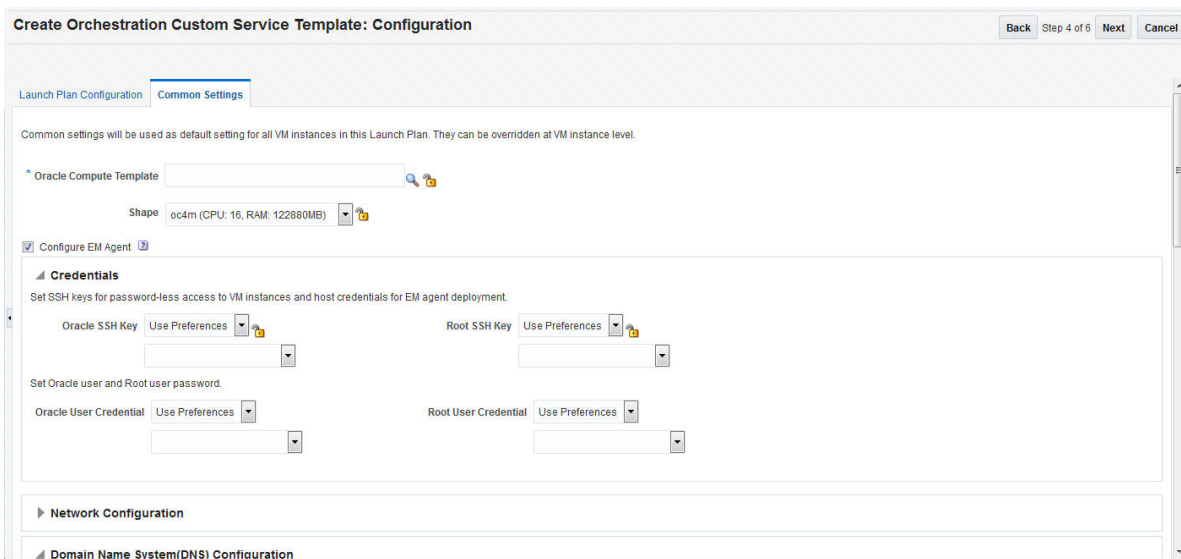 Create Orchestration Custom Service Template: Configuration
Back Step 4 of 6 Next Cancel
Launch Plan Configuration Common Settings
Common settings will be used as default setting for all VM instances in this Launch Plan. They can be overridden at VM instance level.
* Oracle Compute Template
Shape oc4m (CPU: 16, RAM: 122880MB)
Configure EM Agent ?
Credentials
Set SSH keys for password-less access to VM instances and host credentials for EM agent deployment.
Oracle SSH Key Use Preferences Root SSH Key Use Preferences
Set Oracle user and Root user password.
Oracle User Credential Use Preferences Root User Credential Use Preferences
Network Configuration
Domain Name System(DNS) Configuration